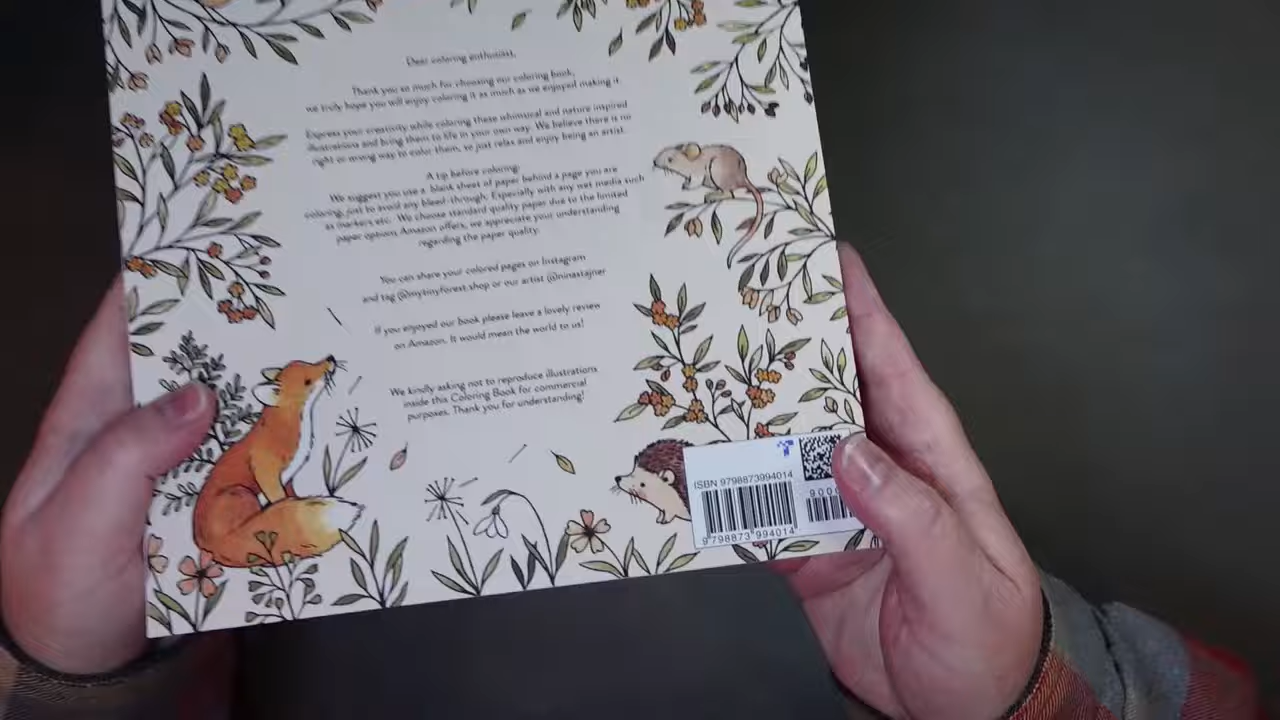 Dear coloring enthusiast,
Thank you so much for choosing our coloring book,
we truly hope you will enjoy coloring it as much as we enjoyed making it.
Express your creativity while coloring these whimsical and nature inspired
illustrations and bring them to life in your own way. We believe there is no
right or wrong way to color them, so just relax and enjoy being an artist.
A tip before coloring:
We suggest you use a blank sheet of paper behind a page you are
coloring, just to avoid any bleed-through. Especially with any wet media such
as markers etc. We choose standard quality paper due to the limited
paper options Amazon offers, we appreciate your understanding
regarding the paper quality.
You can share your colored pages on Instagram
and tag @mytinyforest.shop or our artist @ninastajner
If you enjoyed our book please leave a lovely review
on Amazon. It would mean the world to us!
We kindly asking not to reproduce illustrations
inside this Coloring Book for commercial
purposes. Thank you for understanding!
ISBN 9798873994014
9 798873 994014